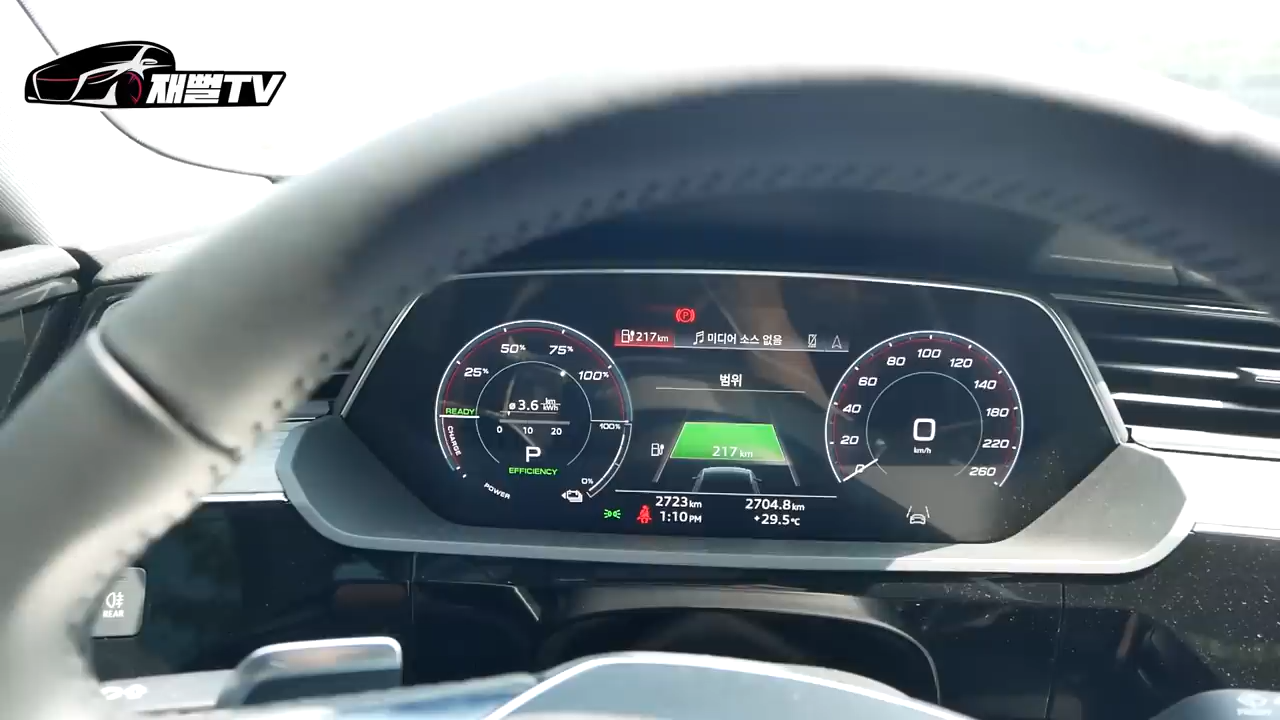 재뻘TV
50% 75%
25% 100%
READY
ø 3.6 km/kWh
0 10 20
100%
CHARGE
P
EFFICIENCY
0%
POWER
(P)
217km
미디어 소스 없음
범위
217 km
2723km 2704.8km
1:10PM +29.5℃
0 20 40 60 80 100 120 140 180 220 260
0
km/h
REAR